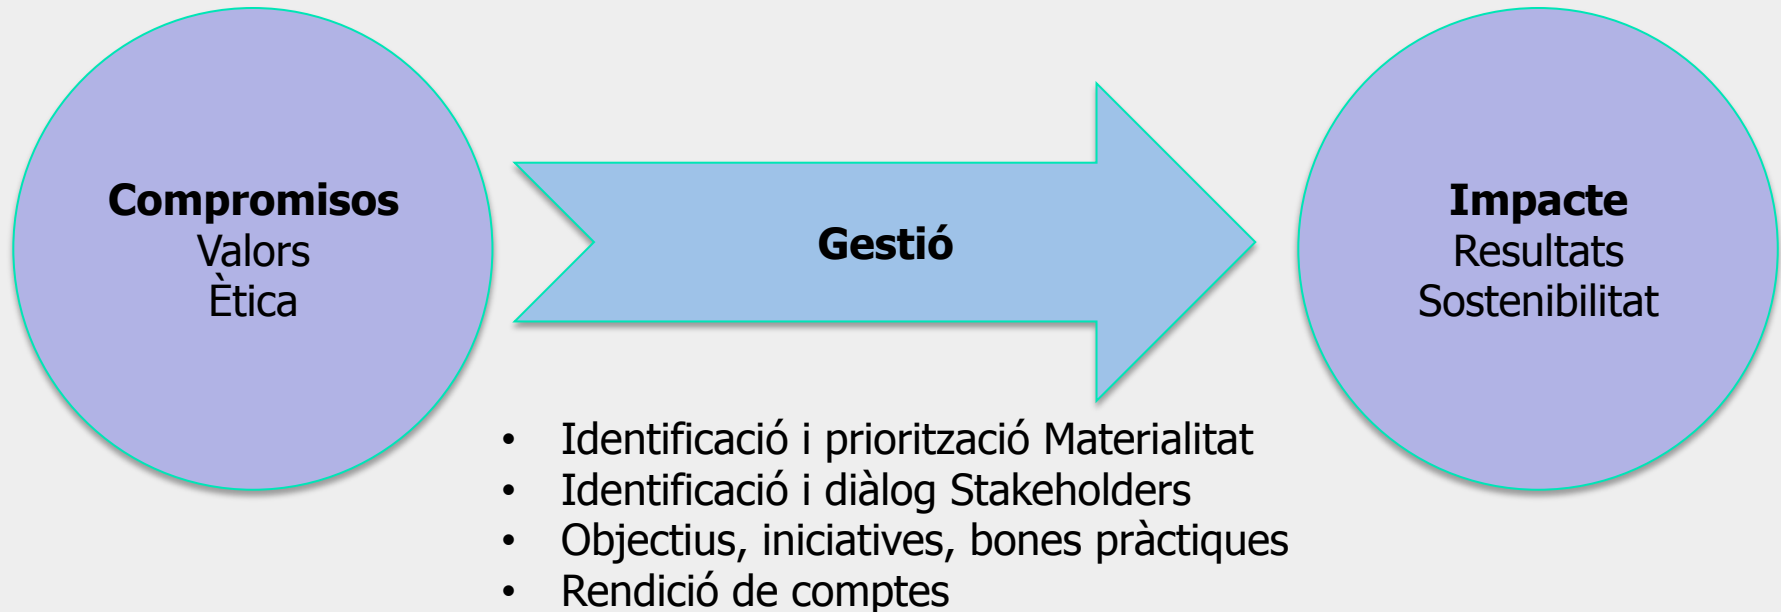 Compromisos
Valors
Ètica
Gestió
Impacte
Resultats
Sostenibilitat
• Identificació i priorització Materialitat
• Identificació i diàlog Stakeholders
• Objectius, iniciatives, bones pràctiques
• Rendició de comptes